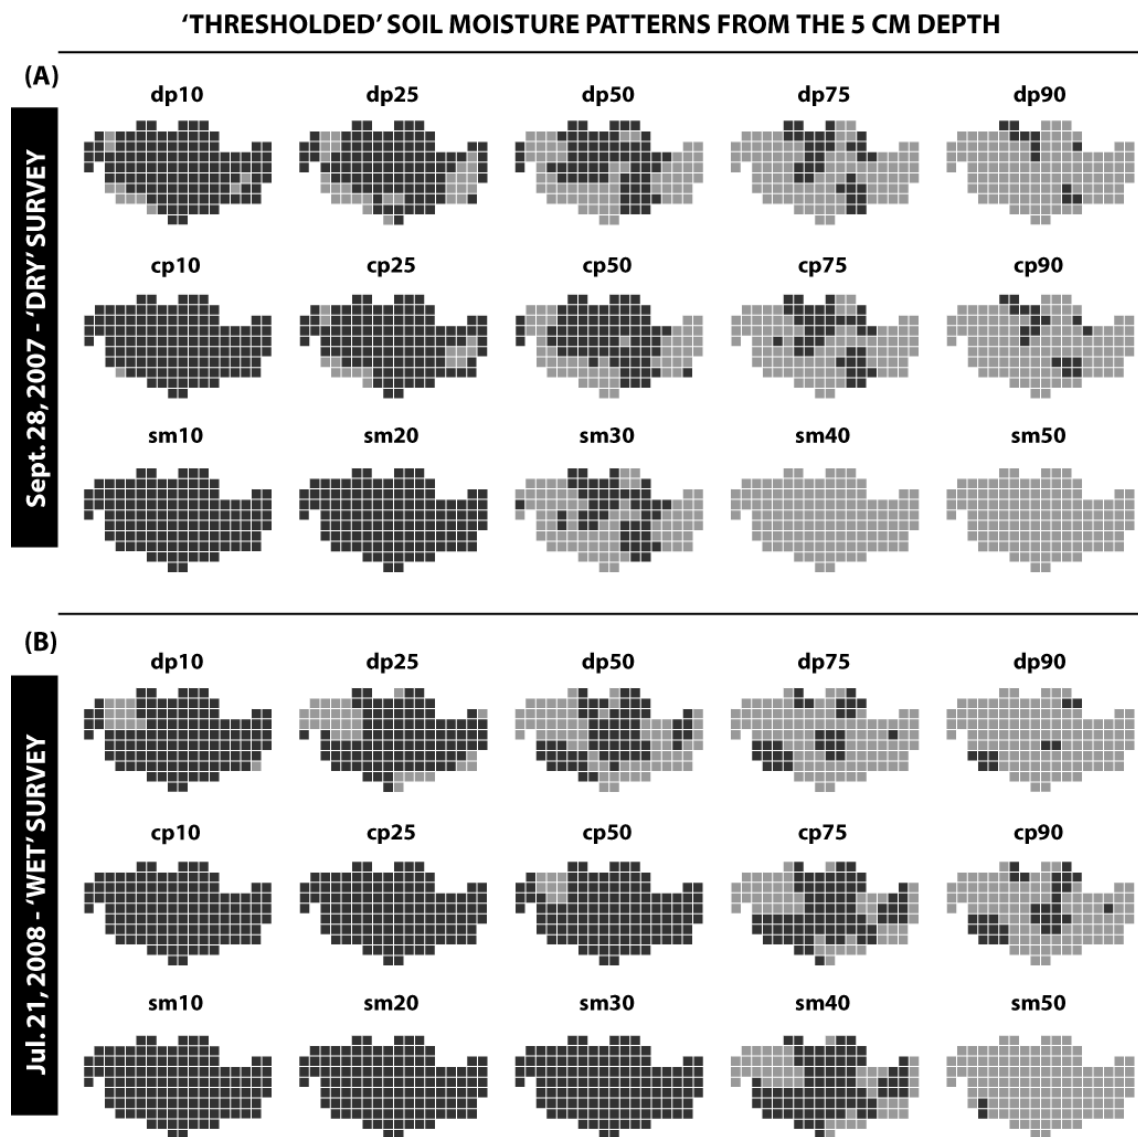 ‘THRESHOLDED’ SOIL MOISTURE PATTERNS FROM THE 5 CM DEPTH
(A)
Sept. 28, 2007 - ‘DRY’ SURVEY
dp10 dp25 dp50 dp75 dp90
cp10 cp25 cp50 cp75 cp90
sm10 sm20 sm30 sm40 sm50
(B)
Jul. 21, 2008 - ‘WET’ SURVEY
dp10 dp25 dp50 dp75 dp90
cp10 cp25 cp50 cp75 cp90
sm10 sm20 sm30 sm40 sm50